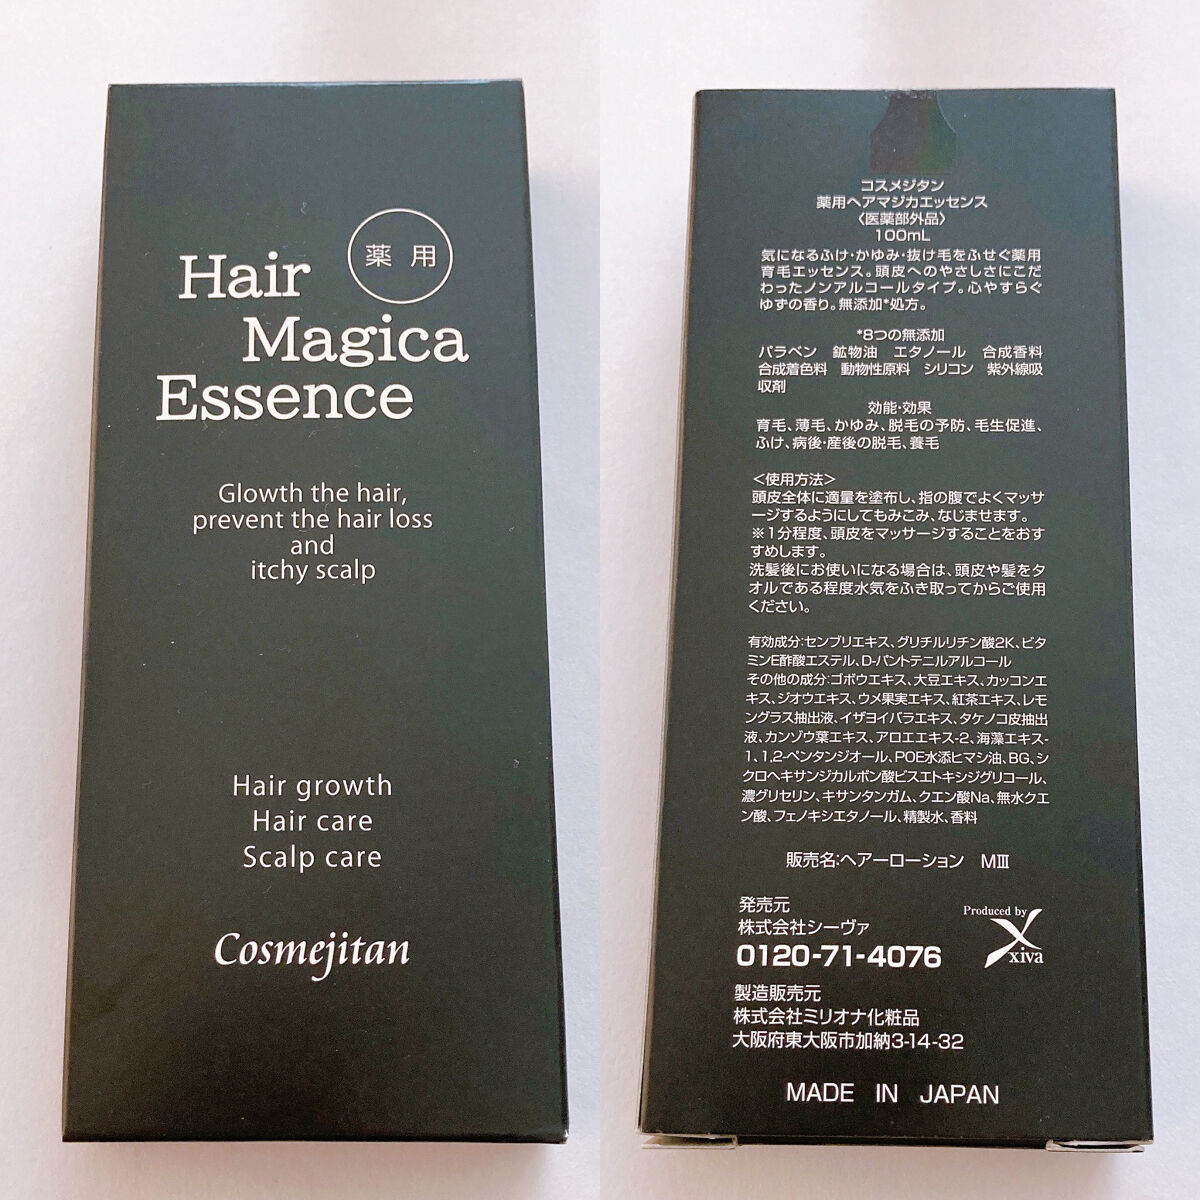 薬用
Hair
Magica
Essence
Glowth the hair,
prevent the hair loss
and
itchy scalp
Hair growth
Hair care
Scalp care
Cosmejitan
コスメジタン
薬用ヘアマジカエッセンス
〈医薬部外品〉
100mL
気になるふけ・かゆみ・抜け毛をふせぐ薬用
育毛エッセンス。頭皮へのやさしさにこだ
わったノンアルコールタイプ。心やすらぐ
ゆずの香り。無添加*処方。
*8つの無添加
パラベン 鉱物油 エタノール 合成香料
合成着色料 動物性原料 シリコン 紫外線吸
収剤
効能・効果
育毛、薄毛、かゆみ、脱毛の予防、毛生促進、
ふけ、病後・産後の脱毛、養毛
＜使用方法＞
頭皮全体に適量を塗布し、指の腹でよくマッサ
ージするようにしてもみこみ、なじませます。
※1分程度、頭皮をマッサージすることをおす
すめします。
洗髪後にお使いになる場合は、頭皮や髪をタ
オルである程度水気をふき取ってからご使用
ください。
有効成分:センブリエキス、グリチルリチン酸2K、ビタ
ミンE酢酸エステル、D-パントテニルアルコール
その他の成分:ゴボウエキス、大豆エキス、カッコンエ
キス、ジオウエキス、ウメ果実エキス、紅茶エキス、レモ
ングラス抽出液、イザヨイバラエキス、タケノコ皮抽出
液、カンゾウ葉エキス、アロエエキス-2、海藻エキス-
1、1,2-ペンタンジオール、POE水添ヒマシ油、BG、シ
クロヘキサンジカルボン酸ビスエトキシジグリコール、
濃グリセリン、キサンタンガム、クエン酸Na、無水クエ
ン酸、フェノキシエタノール、精製水、香料
販売名:ヘアーローション MⅢ
発売元
株式会社シーヴァ
0120-71-4076
Produced by
xiva
製造販売元
株式会社ミリオナ化粧品
大阪府東大阪市加納3-14-32
MADE IN JAPAN